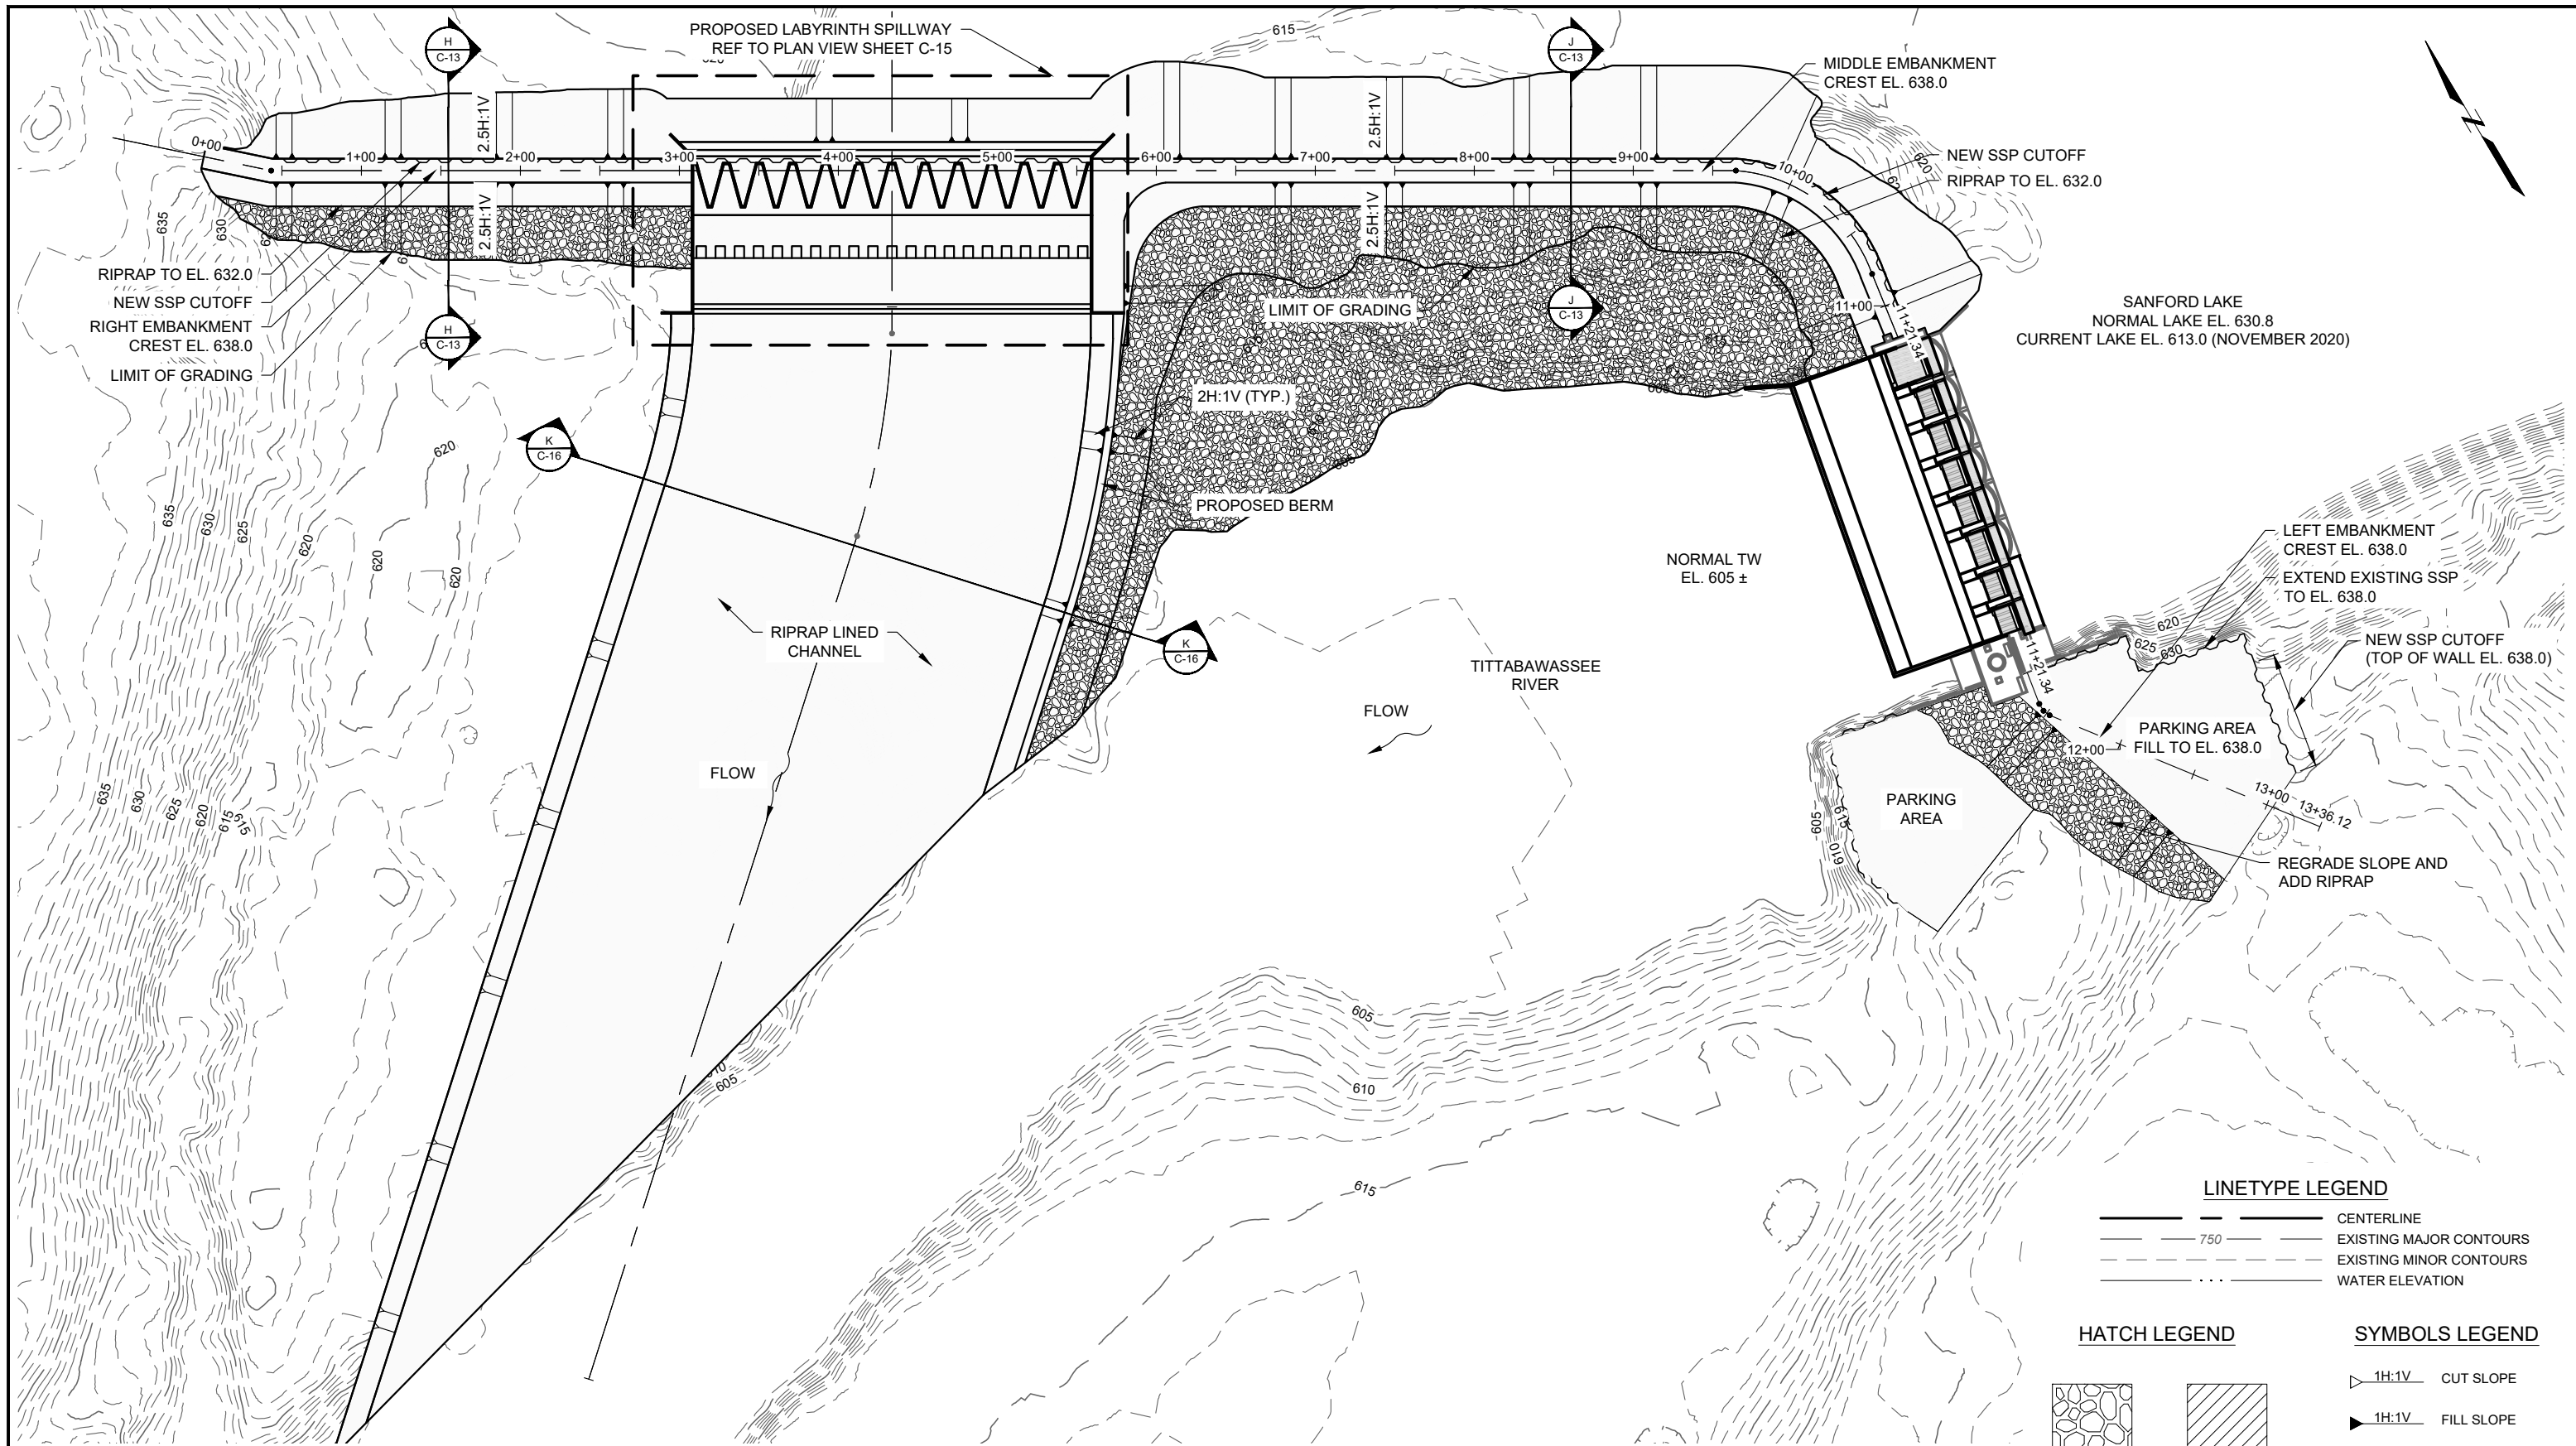 PROPOSED LABYRINTH SPILLWAY
REF TO PLAN VIEW SHEET C-15
H
C-13
J
C-13
615
620
MIDDLE EMBANKMENT
CREST EL. 638.0
2.5H:1V
2.5H:1V
0+00
1+00
2+00
3+00
4+00
5+00
6+00
7+00
8+00
9+00
10+00
NEW SSP CUTOFF
RIPRAP TO EL. 632.0
620
2.5H:1V
2.5H:1V
635
630
RIPRAP TO EL. 632.0
NEW SSP CUTOFF
RIGHT EMBANKMENT
CREST EL. 638.0
LIMIT OF GRADING
H
C-13
LIMIT OF GRADING
J
C-13
11+00
11+21.34
SANFORD LAKE
NORMAL LAKE EL. 630.8
CURRENT LAKE EL. 613.0 (NOVEMBER 2020)
2H:1V (TYP.)
K
C-16
620
PROPOSED BERM
635
630
625
620
620
620
NORMAL TW
EL. 605 ±
LEFT EMBANKMENT
CREST EL. 638.0
EXTEND EXISTING SSP
TO EL. 638.0
620
625
630
NEW SSP CUTOFF
(TOP OF WALL EL. 638.0)
RIPRAP LINED
CHANNEL
K
C-16
TITTABAWASSEE
RIVER
11+21.34
FLOW
FLOW
PARKING AREA
FILL TO EL. 638.0
12+00
13+00
13+36.12
635
630
625
620
615
615
PARKING
AREA
605
615
610
REGRADE SLOPE AND
ADD RIPRAP
605
610
605
610
615
LINETYPE LEGEND
CENTERLINE
750
EXISTING MAJOR CONTOURS
EXISTING MINOR CONTOURS
WATER ELEVATION
HATCH LEGEND
SYMBOLS LEGEND
1H:1V
CUT SLOPE
1H:1V
FILL SLOPE